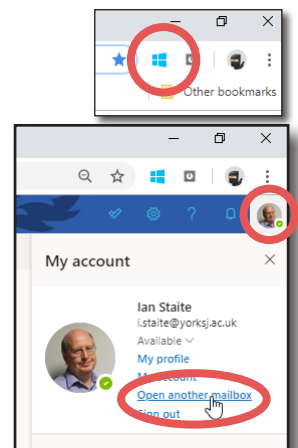 Other bookmarks
My account
Ian Staite
i.staite@yorksj.ac.uk
Available
My profile
My account
Open another mailbox
Sign out